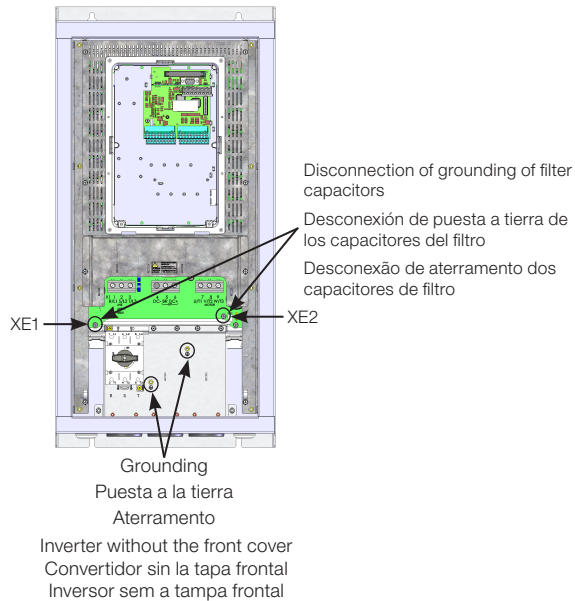 Disconnection of grounding of filter
capacitors
Desconexión de puesta a tierra de
los capacitores del filtro
Desconexão de aterramento dos
capacitores de filtro
XE1
XE2
R S T
Grounding
Puesta a la tierra
Aterramento
Inverter without the front cover
Convertidor sin la tapa frontal
Inversor sem a tampa frontal